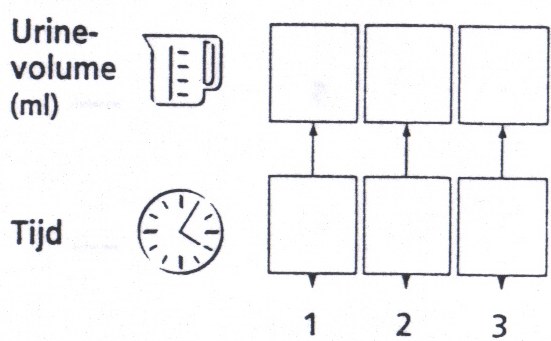 Urine-
volume
(ml)
Tijd
1 2 3